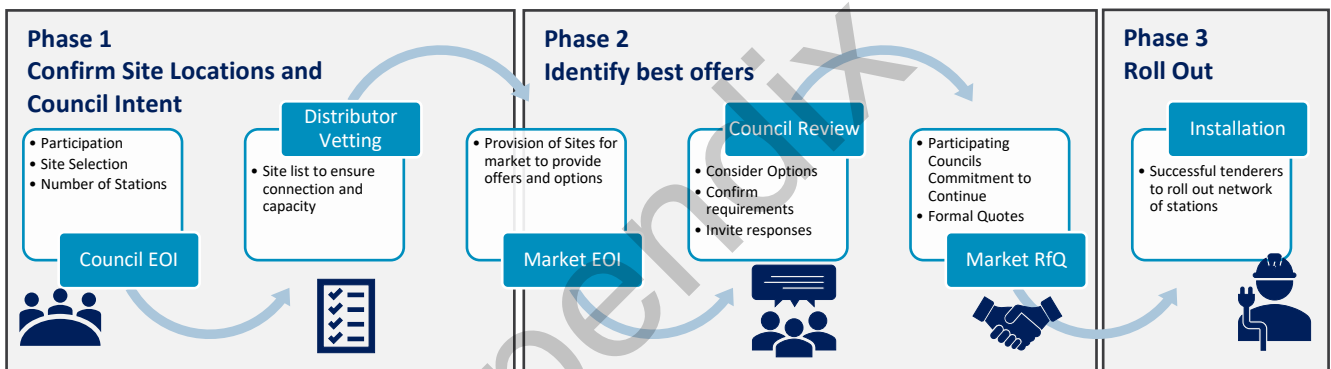 Phase 1
Confirm Site Locations and
Council Intent
• Participation
• Site Selection
• Number of Stations
Council EOI
Distributor
Vetting
• Site list to ensure
connection and
capacity
Phase 2
Identify best offers
• Provision of Sites for
market to provide
offers and options
Market EOI
Council Review
• Consider Options
• Confirm
requirements
• Invite responses
• Participating
Councils
Commitment to
Continue
• Formal Quotes
Market RfQ
Phase 3
Roll Out
Installation
• Successful tenderers
to roll out network
of stations
pendix